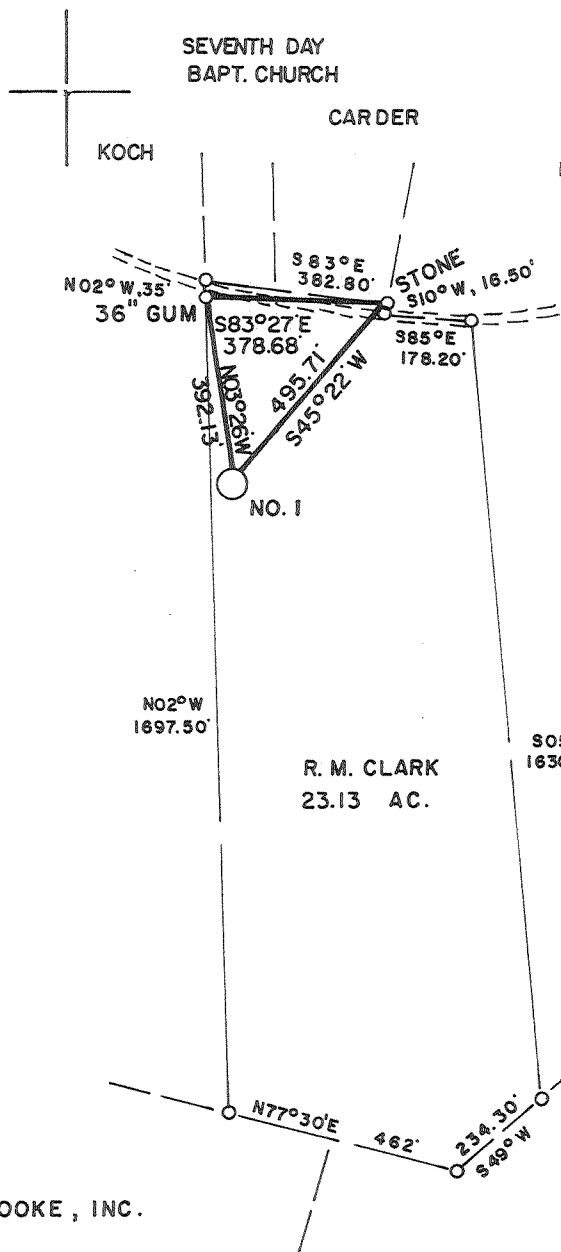 SEVENTH DAY
BAPT. CHURCH
CARDER
KOCH
S 83° E
382.80'
STONE
N02° W, 35'
36" GUM
S10° W, 16.50'
S83° 27' E
378.68'
S85° E
178.20'
N03° 26' W
392.13'
495.71'
S45° 22' W
NO. 1
N02° W
1697.50'
R. M. CLARK
23.13 AC.
N77° 30' E
462'
234.30'
S49° W
OOKE, INC.